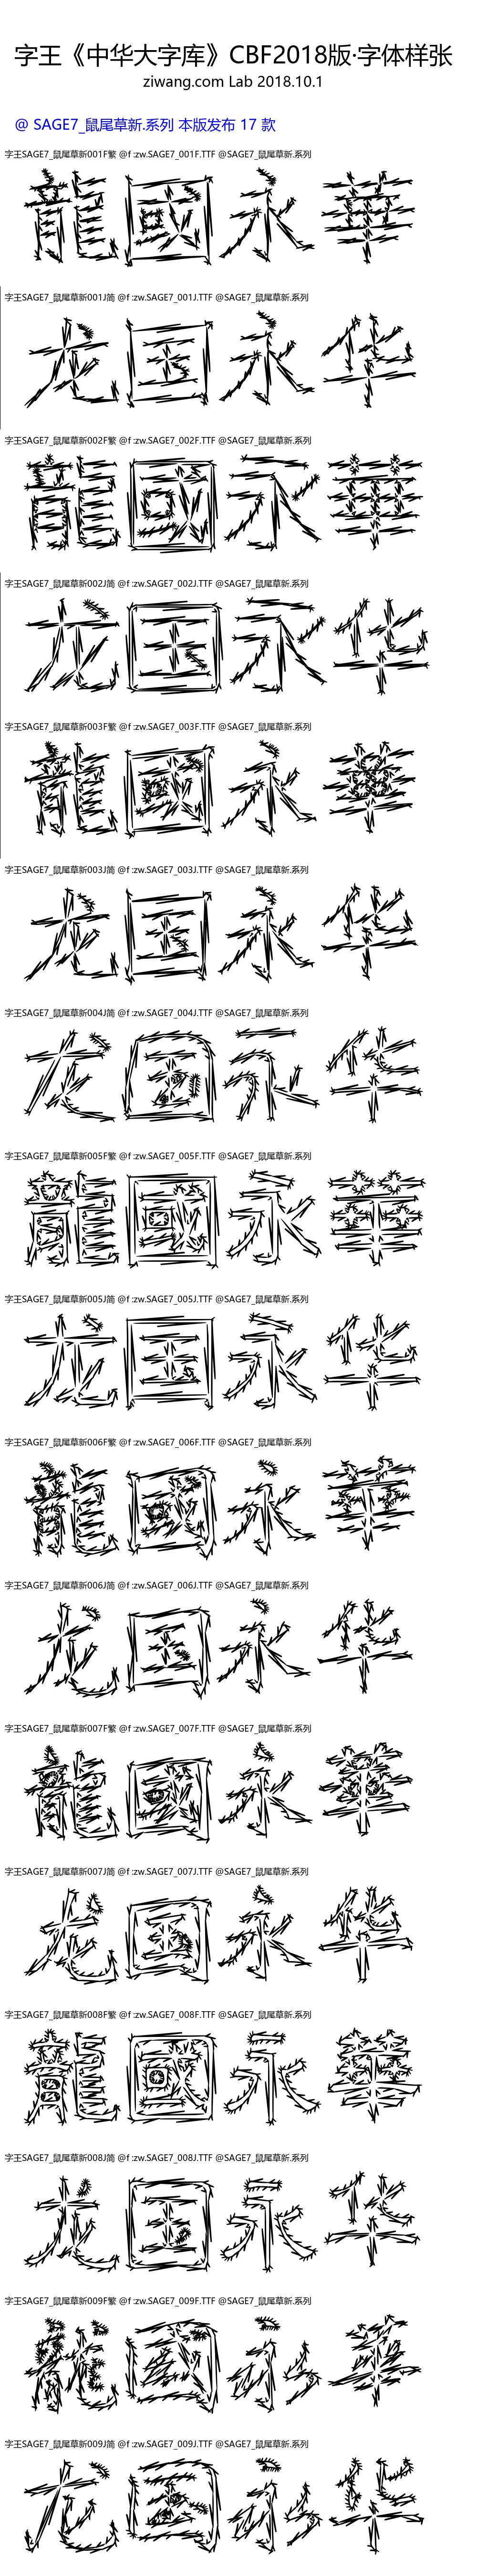 字王《中华大字库》CBF2018版·字体样张
ziwang.com Lab 2018.10.1
@ SAGE7_鼠尾草新.系列 本版发布 17 款
字王SAGE7_鼠尾草新001F繁 @f :zw.SAGE7_001F.TTF @SAGE7_鼠尾草新.系列
龍國永華
字王SAGE7_鼠尾草新001J简 @f :zw.SAGE7_001J.TTF @SAGE7_鼠尾草新.系列
龙国永华
字王SAGE7_鼠尾草新002F繁 @f :zw.SAGE7_002F.TTF @SAGE7_鼠尾草新.系列
龍國永華
字王SAGE7_鼠尾草新002J简 @f :zw.SAGE7_002J.TTF @SAGE7_鼠尾草新.系列
龙国永华
字王SAGE7_鼠尾草新003F繁 @f :zw.SAGE7_003F.TTF @SAGE7_鼠尾草新.系列
龍國永華
字王SAGE7_鼠尾草新003J简 @f :zw.SAGE7_003J.TTF @SAGE7_鼠尾草新.系列
龙国永华
字王SAGE7_鼠尾草新004J简 @f :zw.SAGE7_004J.TTF @SAGE7_鼠尾草新.系列
龙国永华
字王SAGE7_鼠尾草新005F繁 @f :zw.SAGE7_005F.TTF @SAGE7_鼠尾草新.系列
龍國永華
字王SAGE7_鼠尾草新005J简 @f :zw.SAGE7_005J.TTF @SAGE7_鼠尾草新.系列
龙国永华
字王SAGE7_鼠尾草新006F繁 @f :zw.SAGE7_006F.TTF @SAGE7_鼠尾草新.系列
龍國永華
字王SAGE7_鼠尾草新006J简 @f :zw.SAGE7_006J.TTF @SAGE7_鼠尾草新.系列
龙国永华
字王SAGE7_鼠尾草新007F繁 @f :zw.SAGE7_007F.TTF @SAGE7_鼠尾草新.系列
龍國永華
字王SAGE7_鼠尾草新007J简 @f :zw.SAGE7_007J.TTF @SAGE7_鼠尾草新.系列
龙国永华
字王SAGE7_鼠尾草新008F繁 @f :zw.SAGE7_008F.TTF @SAGE7_鼠尾草新.系列
龍國永華
字王SAGE7_鼠尾草新008J简 @f :zw.SAGE7_008J.TTF @SAGE7_鼠尾草新.系列
龙国永华
字王SAGE7_鼠尾草新009F繁 @f :zw.SAGE7_009F.TTF @SAGE7_鼠尾草新.系列
龍國永華
字王SAGE7_鼠尾草新009J简 @f :zw.SAGE7_009J.TTF @SAGE7_鼠尾草新.系列
龙国永华